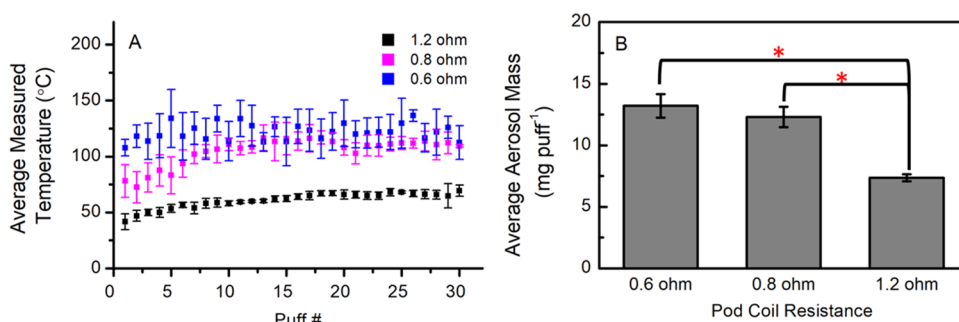 A
1.2 ohm
0.8 ohm
0.6 ohm
Average Measured
Temperature (°C)
200
150
100
50
0
0
5
10
15
20
25
30
Puff #
B
*
*
Average Aerosol Mass
(mg puff⁻¹)
20
15
10
5
0
0.6 ohm
0.8 ohm
1.2 ohm
Pod Coil Resistance